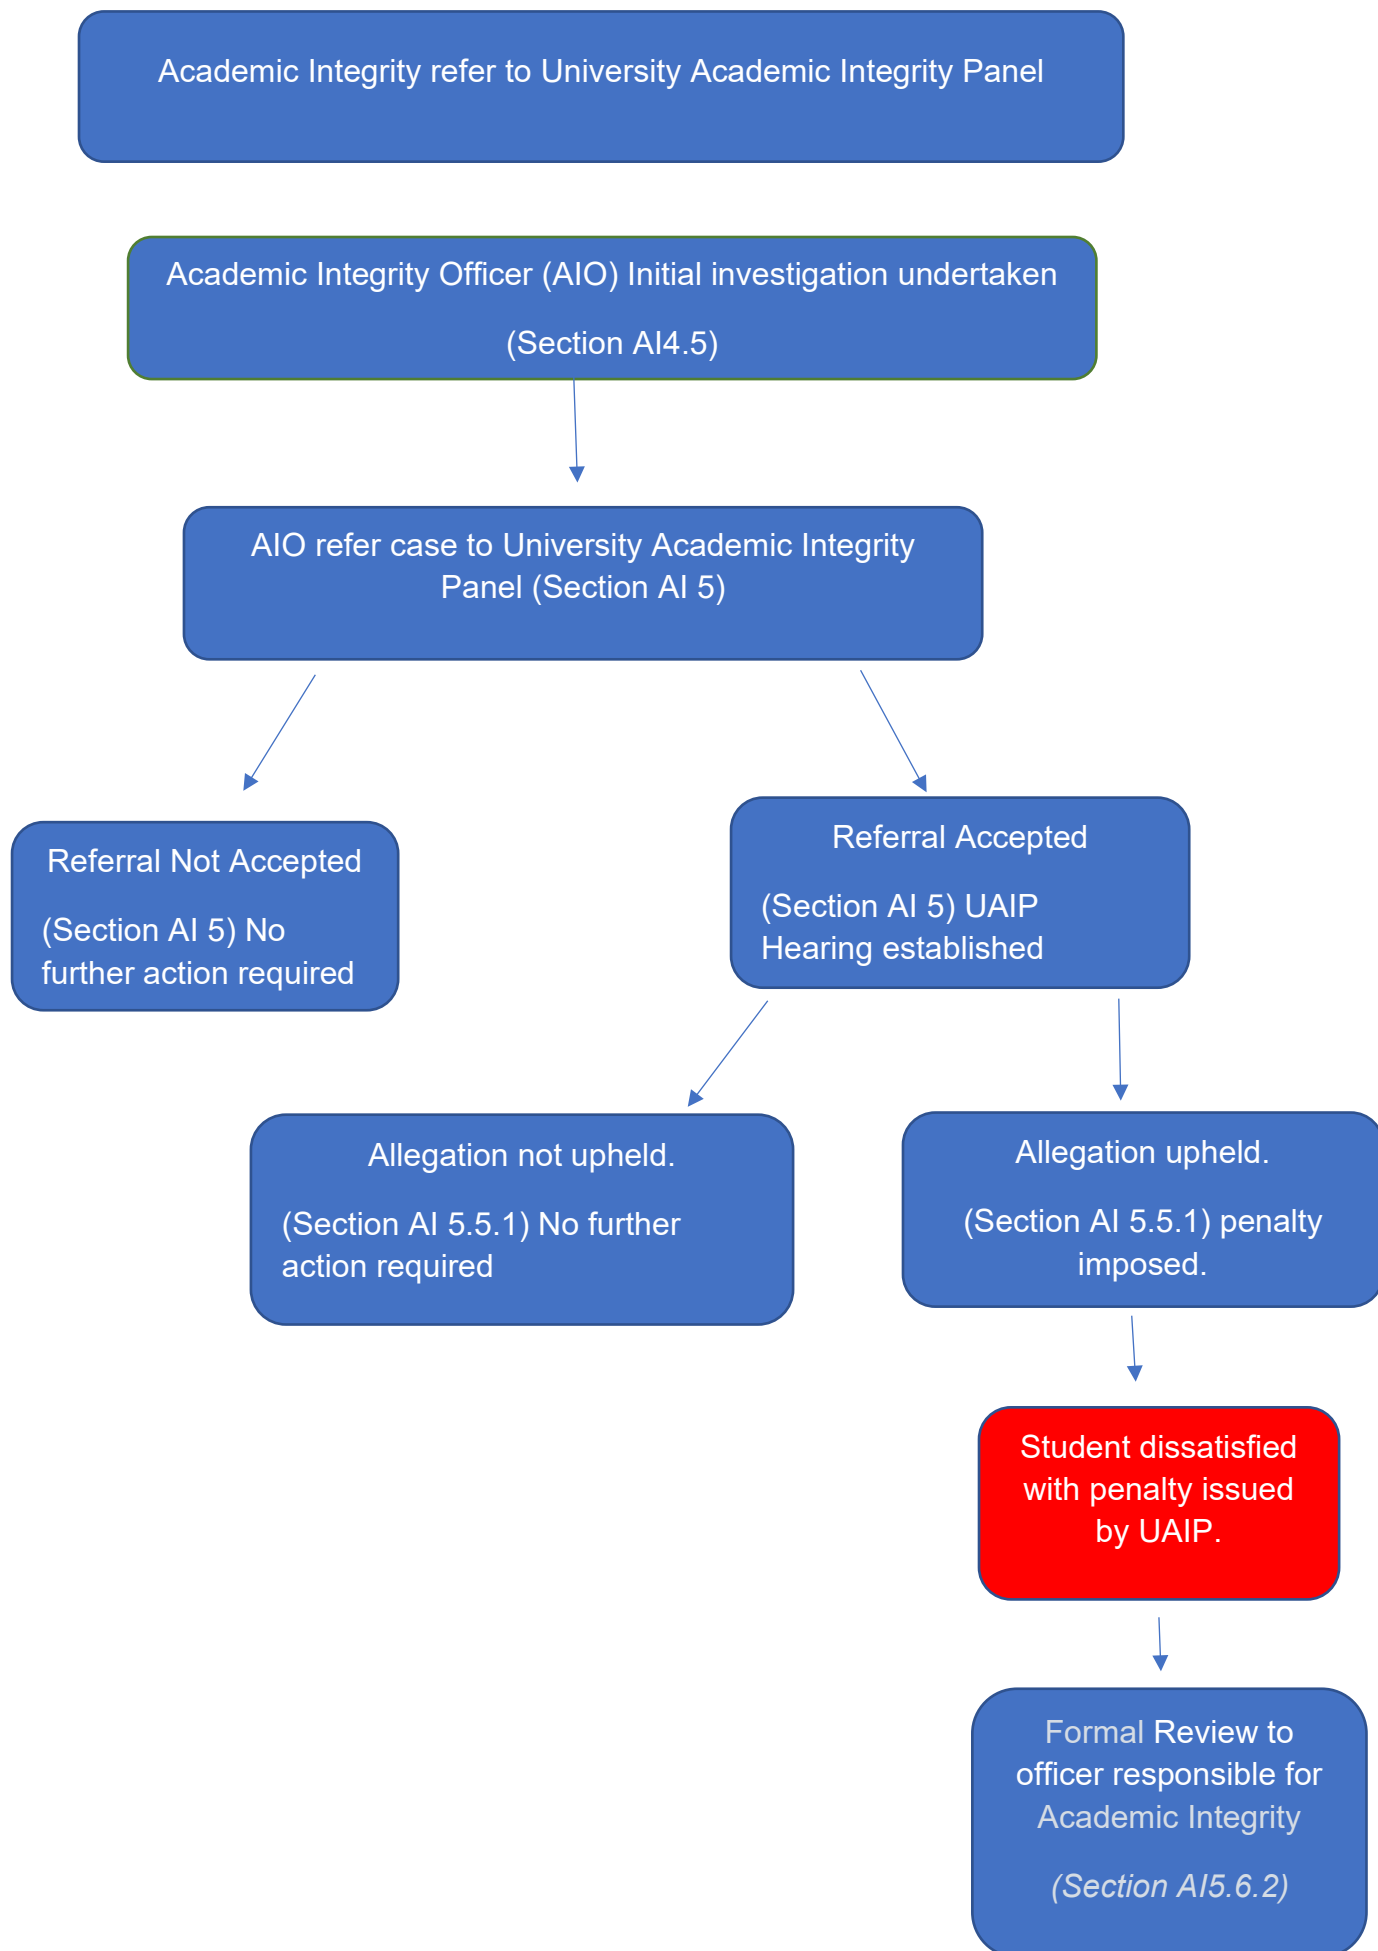 Academic Integrity refer to University Academic Integrity Panel
Academic Integrity Officer (AIO) Initial investigation undertaken
(Section AI4.5)
AIO refer case to University Academic Integrity
Panel (Section AI 5)
Referral Not Accepted
(Section AI 5) No
further action required
Referral Accepted
(Section AI 5) UAIP
Hearing established
Allegation not upheld.
(Section AI 5.5.1) No further
action required
Allegation upheld.
(Section AI 5.5.1) penalty
imposed.
Student dissatisfied
with penalty issued
by UAIP.
Formal Review to
officer responsible for
Academic Integrity
(Section AI5.6.2)